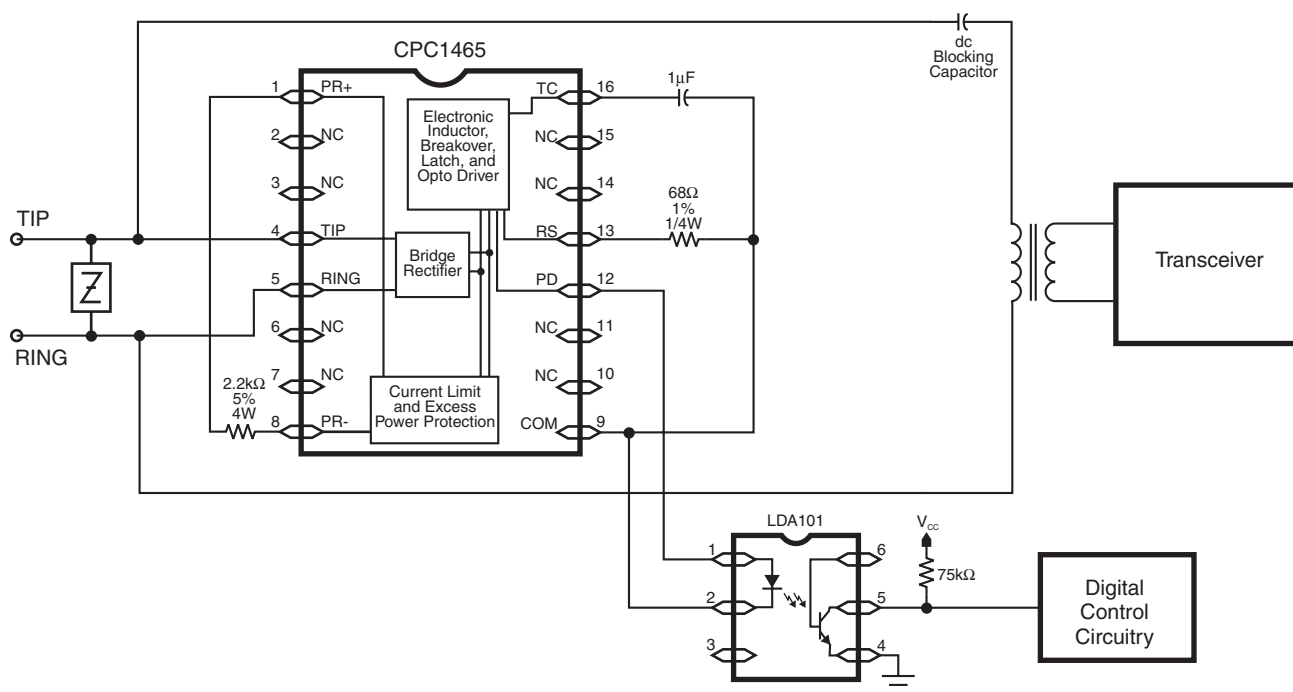 CPC1465
dc
Blocking
Capacitor
1
PR+
TC
16
1μF
Electronic
Inductor,
Breakover,
Latch, and
Opto Driver
2
NC
NC
15
3
NC
NC
14
TIP
4
TIP
Bridge
Rectifier
RS
13
68Ω
1%
1/4W
Transceiver
5
RING
PD
12
RING
6
NC
NC
11
7
NC
NC
10
2.2kΩ
5%
4W
8
PR-
Current Limit
and Excess
Power Protection
COM
9
LDA101
1
6
VCC
75kΩ
2
5
3
4
Digital
Control
Circuitry